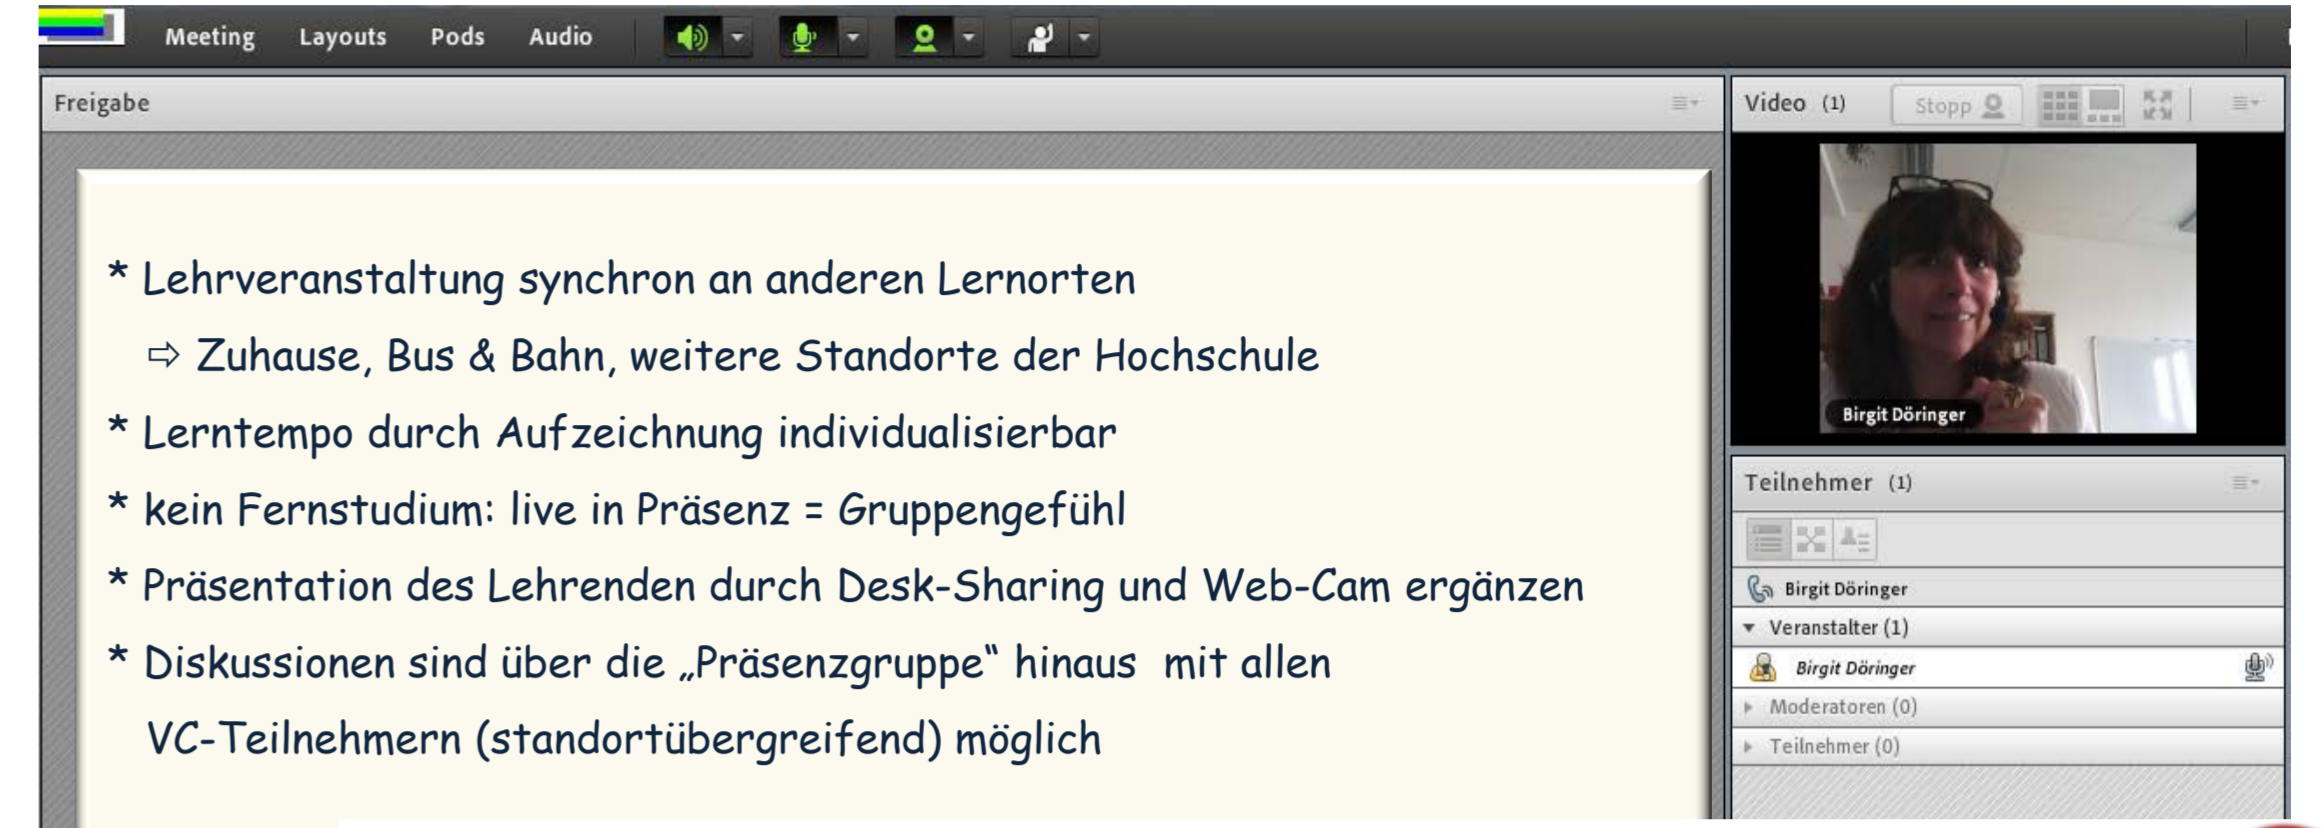 Meeting Layouts Pods Audio
Freigabe
* Lehrveranstaltung synchron an anderen Lernorten
⇨ Zuhause, Bus & Bahn, weitere Standorte der Hochschule
* Lerntempo durch Aufzeichnung individualisierbar
* kein Fernstudium: live in Präsenz = Gruppengefühl
* Präsentation des Lehrenden durch Desk-Sharing und Web-Cam ergänzen
* Diskussionen sind über die „Präsenzgruppe“ hinaus mit allen
VC-Teilnehmern (standortübergreifend) möglich
Video (1) Stopp
Birgit Döringer
Teilnehmer (1)
Birgit Döringer
Veranstalter (1)
Birgit Döringer
Moderatoren (0)
Teilnehmer (0)